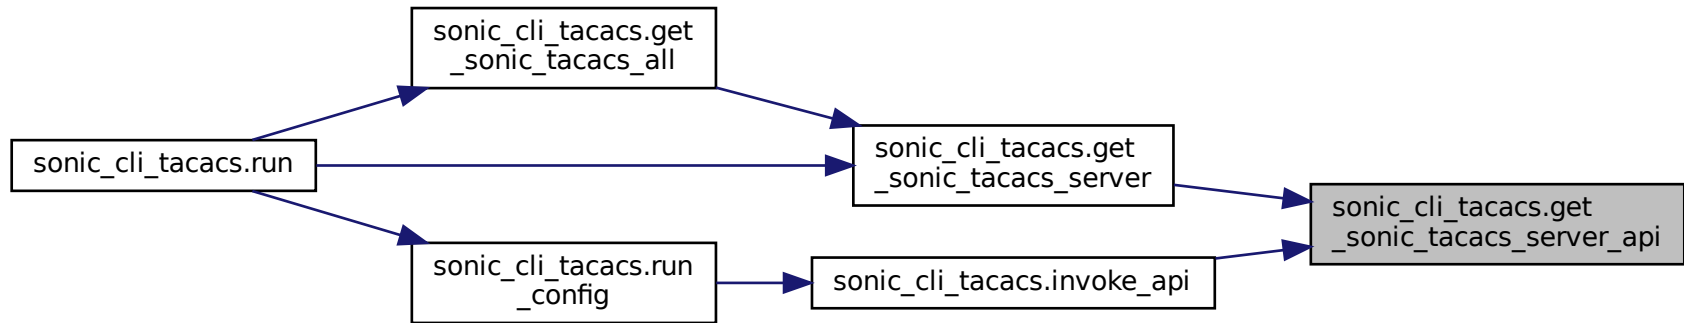 sonic_cli_tacacs.get
_sonic_tacacs_all
sonic_cli_tacacs.run
sonic_cli_tacacs.get
_sonic_tacacs_server
sonic_cli_tacacs.get
_sonic_tacacs_server_api
sonic_cli_tacacs.run
_config
sonic_cli_tacacs.invoke_api